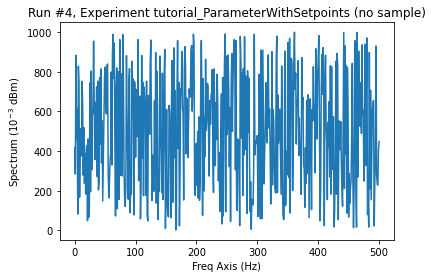 Run #4, Experiment tutorial_ParameterWithSetpoints (no sample)
1000
800
600
400
200
0
Spectrum (10⁻³ dBm)
0 100 200 300 400 500
Freq Axis (Hz)